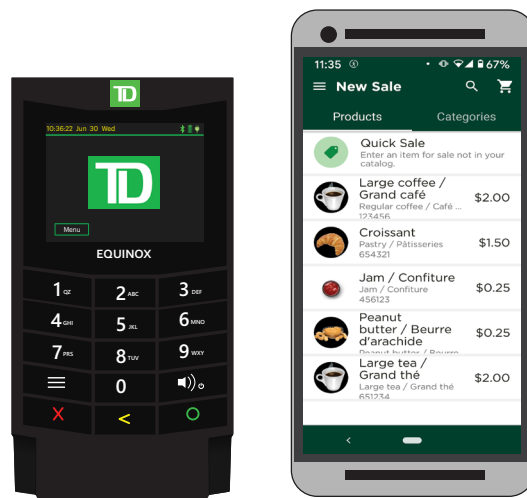 TD
10:36:22 Jun 30 Wed
TD
Menu
EQUINOX
1 QZ
2 ABC
3 DEF
4 GHI
5 JKL
6 MNO
7 PRS
8 TUV
9 WXY
0
X
<
O
11:35
67%
New Sale
Products
Categories
Quick Sale
Enter an item for sale not in your
catalog.
Large coffee /
Grand café
Regular coffee / Café ...
123456
$2.00
Croissant
Pastry / Pâtisseries
654321
$1.50
Jam / Confiture
Jam / Confiture
456123
$0.25
Peanut
butter / Beurre
d'arachide
Peanut butter / Beurre
$0.25
Large tea /
Grand thé
Large tea / Grand thé
651234
$2.00